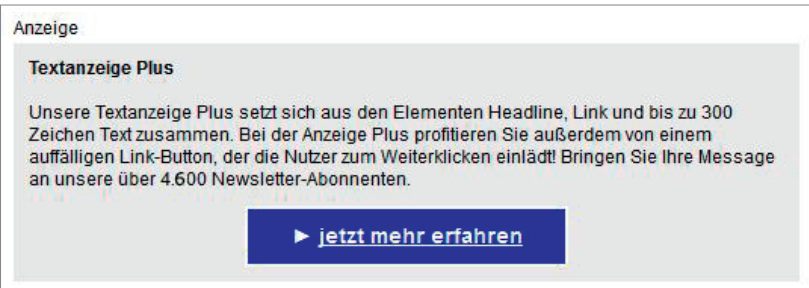 Anzeige
Textanzeige Plus
Unsere Textanzeige Plus setzt sich aus den Elementen Headline, Link und bis zu 300
Zeichen Text zusammen. Bei der Anzeige Plus profitieren Sie außerdem von einem
auffälligen Link-Button, der die Nutzer zum Weiterklicken einlädt! Bringen Sie Ihre Message
an unsere über 4.600 Newsletter-Abonnenten.
► jetzt mehr erfahren